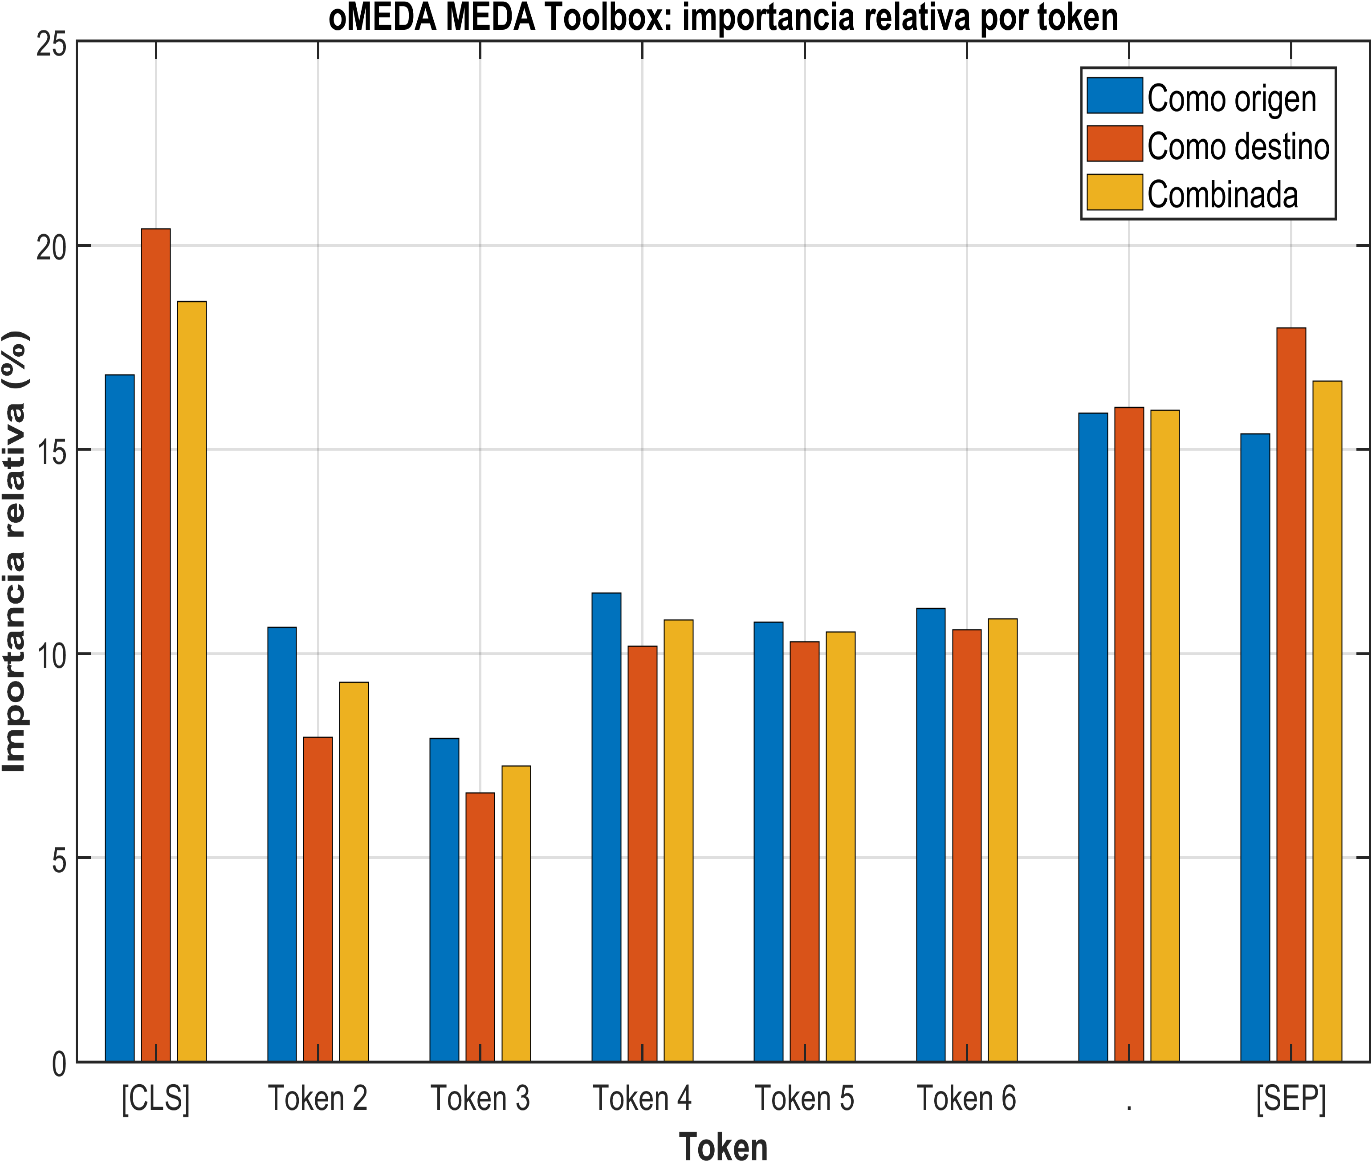 oMEDA MEDA Toolbox: importancia relativa por token
Como origen
Como destino
Combinada
Importancia relativa (%)
25
20
15
10
5
0
[CLS] Token 2 Token 3 Token 4 Token 5 Token 6 . [SEP]
Token